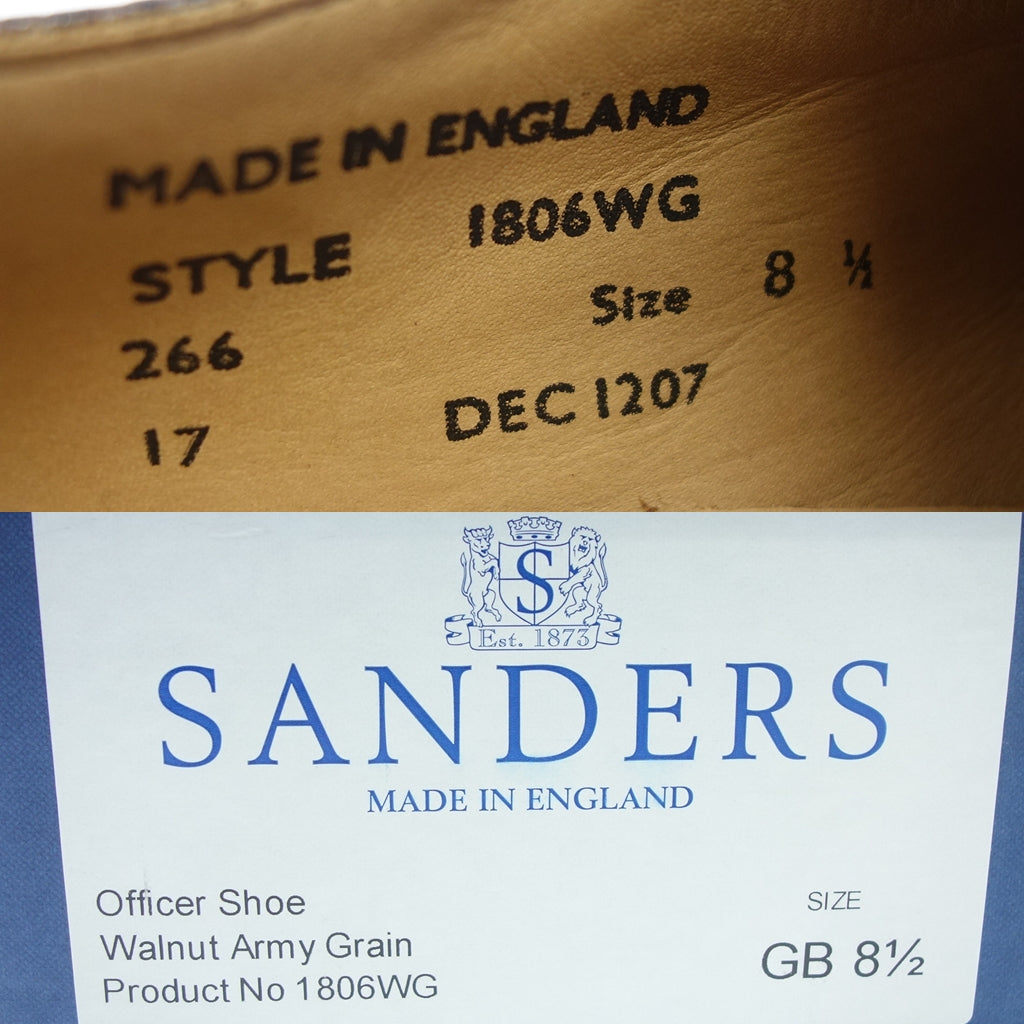 MADE IN ENGLAND
STYLE 1806WG
266 Size 8 ½
17 DEC 1207
S
Est. 1873
SANDERS
MADE IN ENGLAND
Officer Shoe
Walnut Army Grain
Product No 1806WG
SIZE
GB 8½